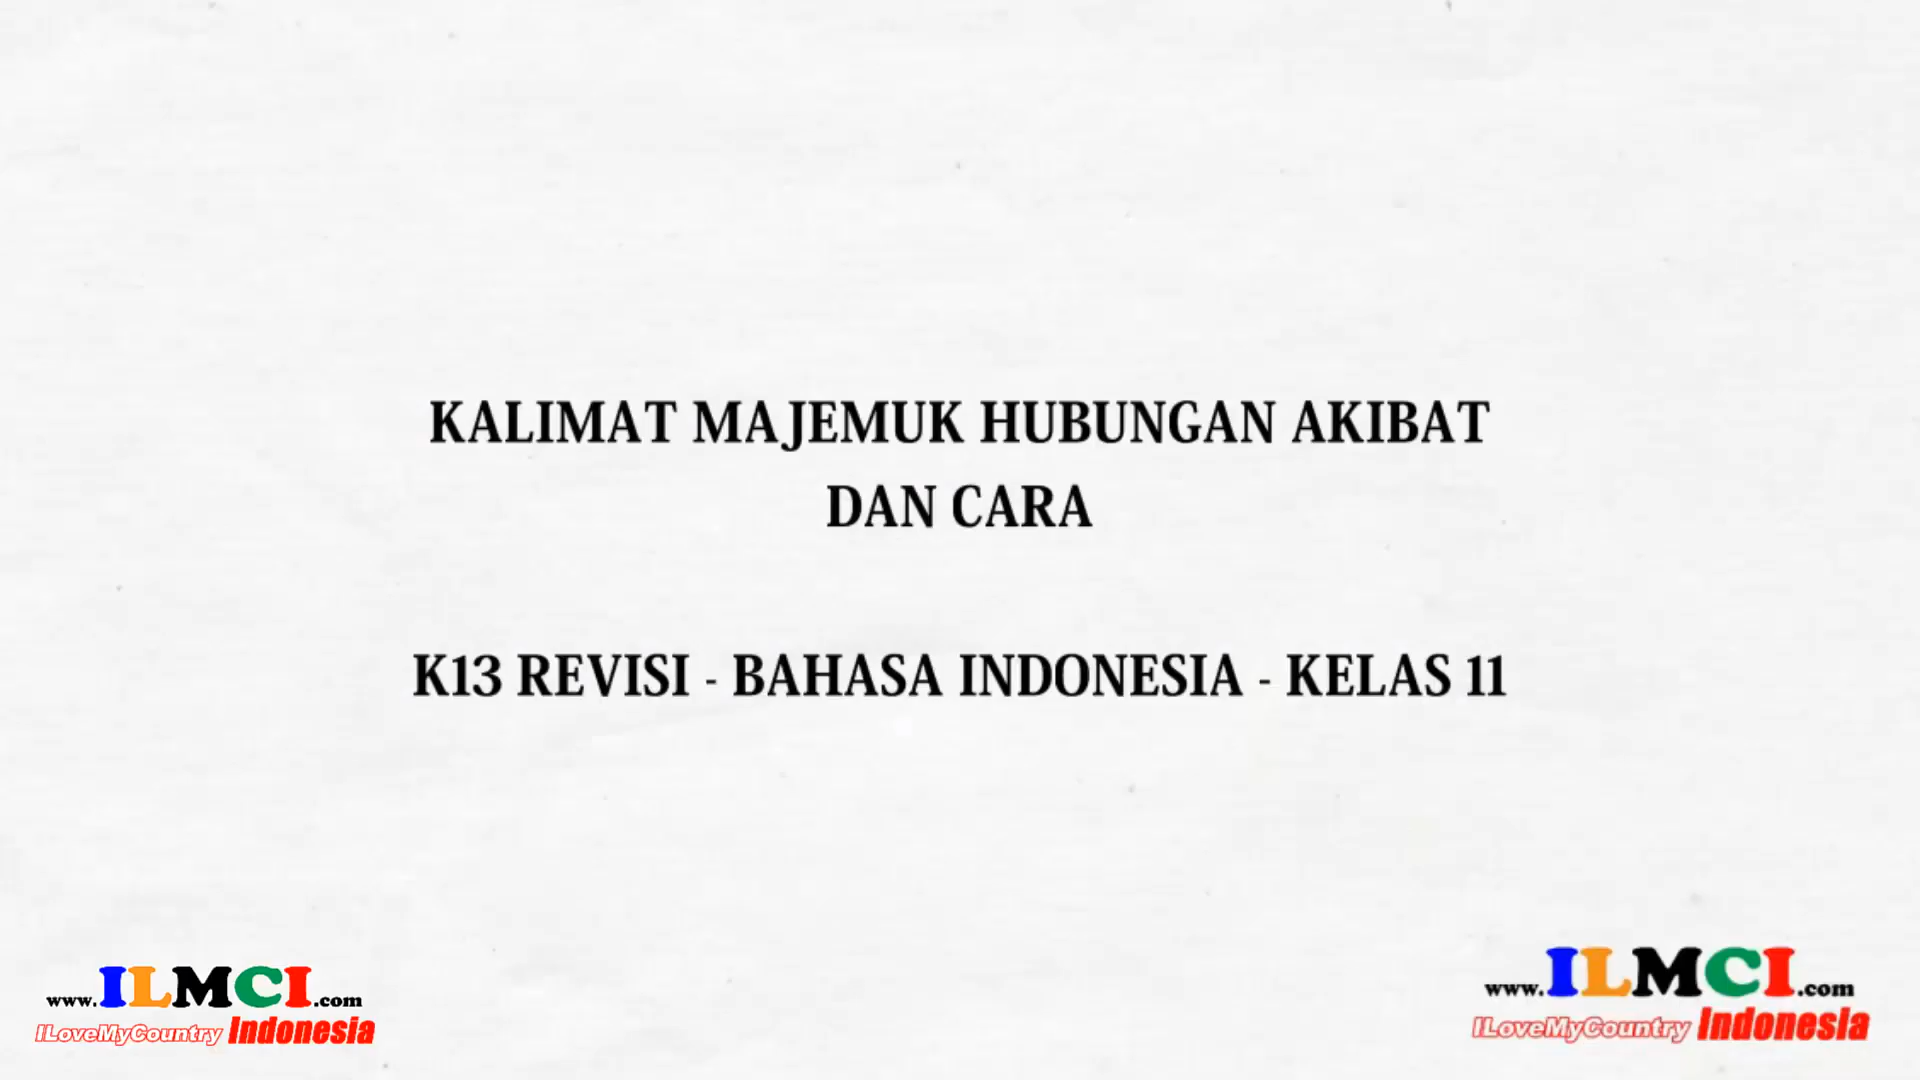 KALIMAT MAJEMUK HUBUNGAN AKIBAT
DAN CARA
K13 REVISI - BAHASA INDONESIA - KELAS 11
www.ILMCI.com
ILoveMyCountry Indonesia
www.ILMCI.com
ILoveMyCountry Indonesia